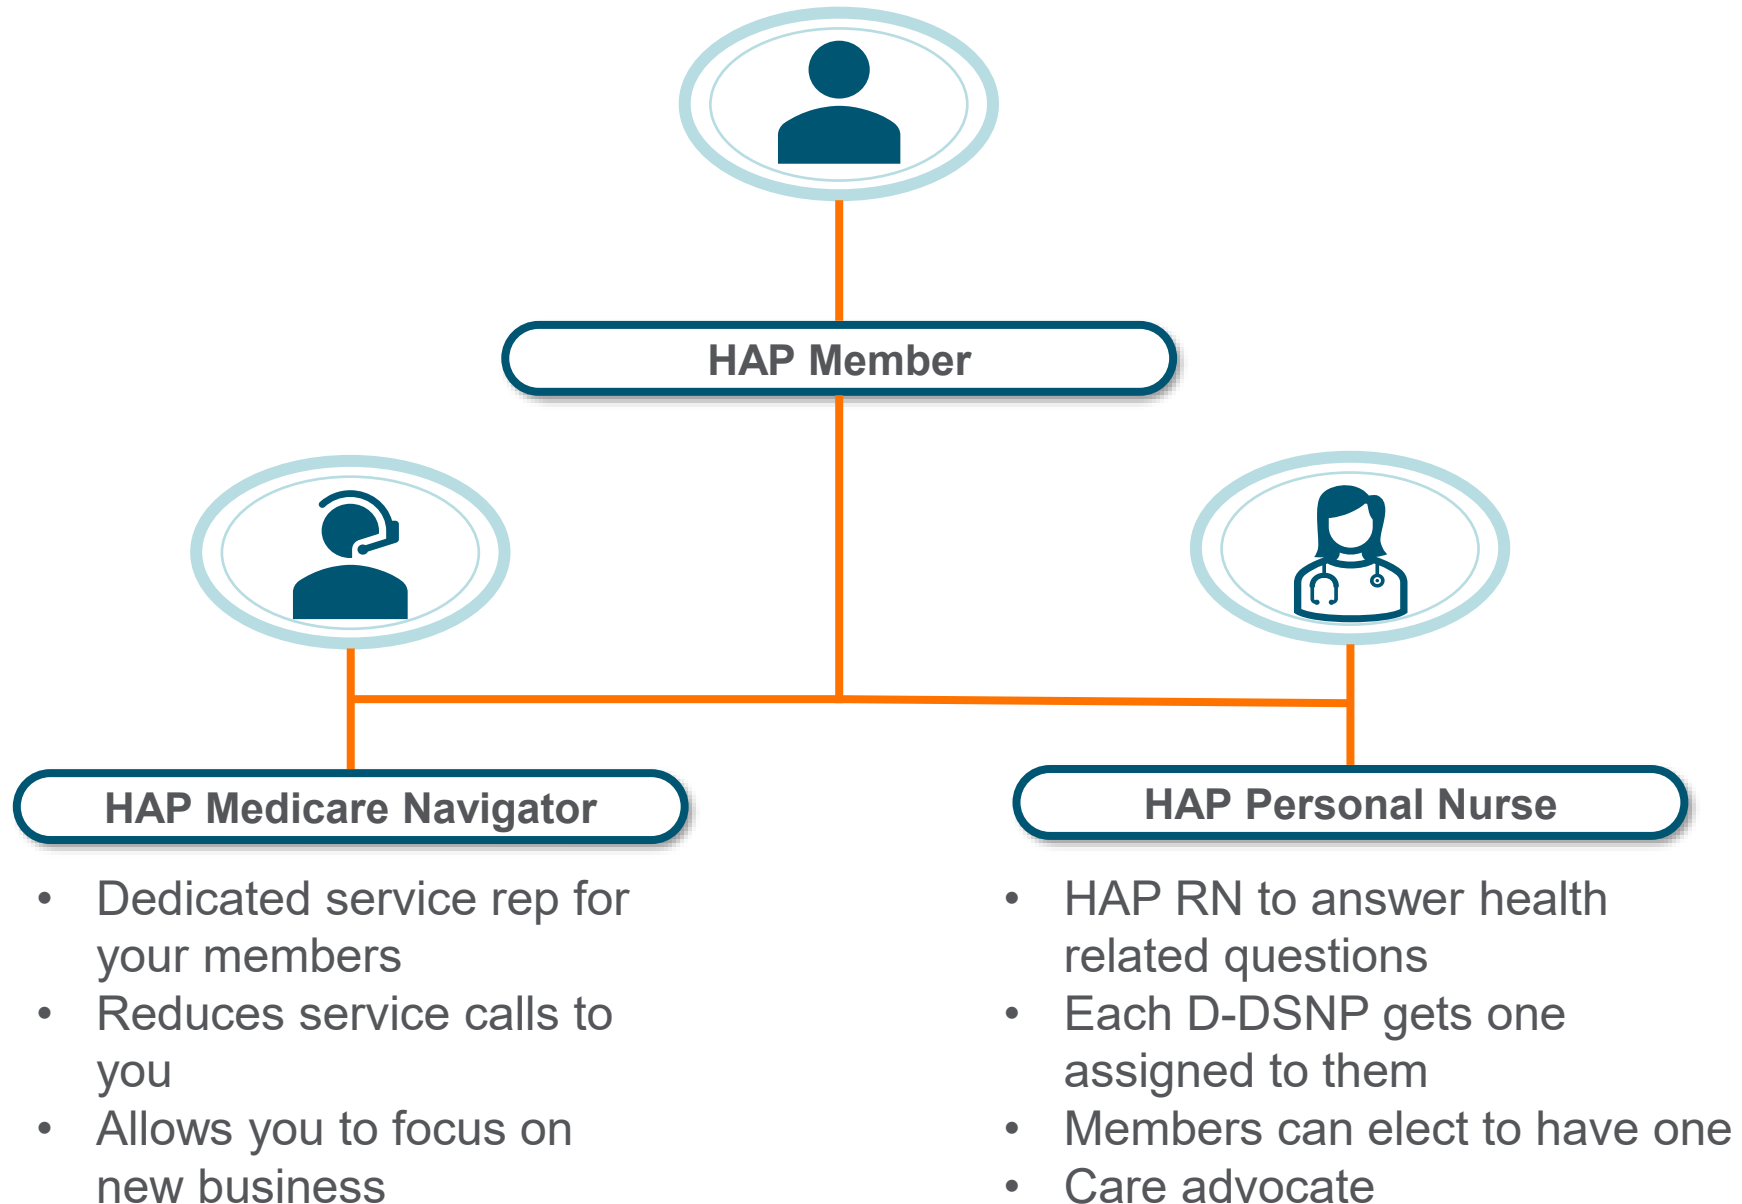 HAP Member
HAP Medicare Navigator
• Dedicated service rep for
your members
• Reduces service calls to
you
• Allows you to focus on
new business
HAP Personal Nurse
• HAP RN to answer health
related questions
• Each D-DSNP gets one
assigned to them
• Members can elect to have one
• Care advocate